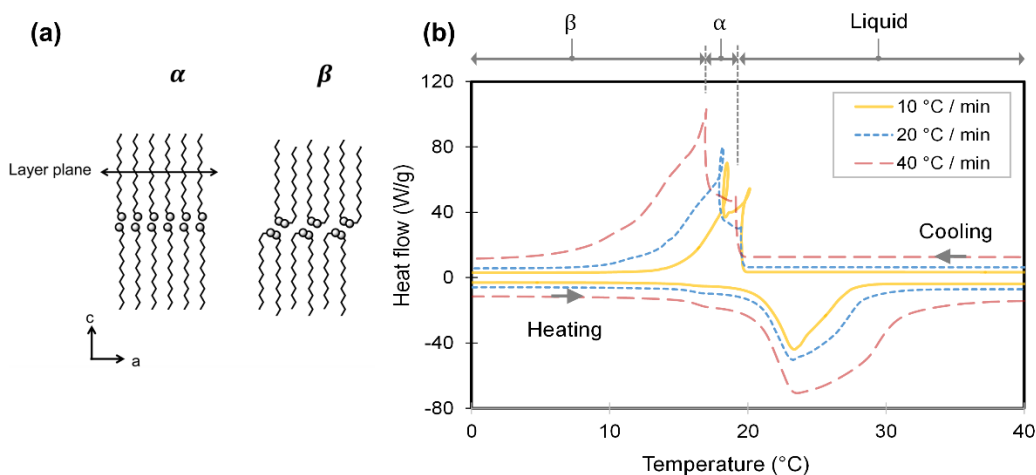 (a)
α
β
Layer plane
c
a
(b)
β
α
Liquid
Heat flow (W/g)
120
80
40
0
-40
-80
10 °C / min
20 °C / min
40 °C / min
Cooling
Heating
0
10
20
30
40
Temperature (°C)